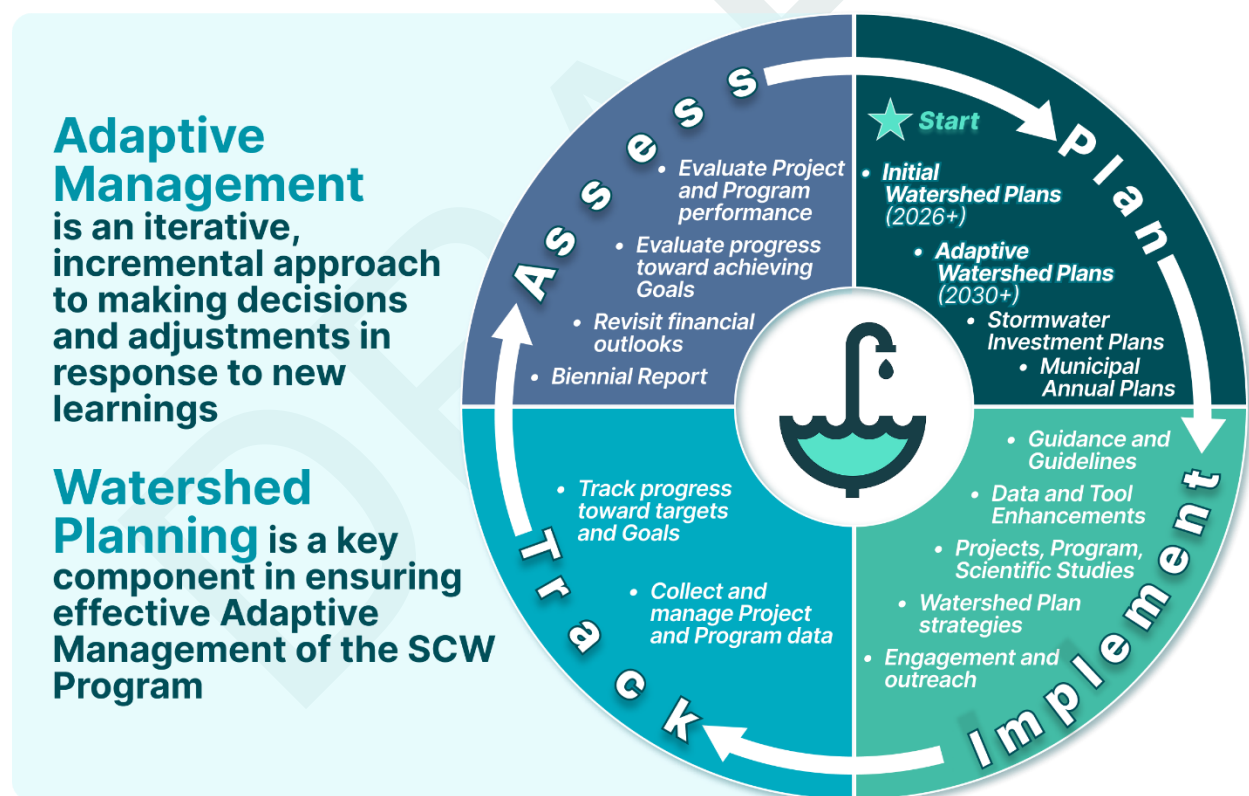 Adaptive
Management
is an iterative,
incremental approach
to making decisions
and adjustments in
response to new
learnings
Watershed
Planning is a key
component in ensuring
effective Adaptive
Management of the SCW
Program
Assess
• Evaluate Project
and Program
performance
• Evaluate progress
toward achieving
Goals
• Revisit financial
outlooks
• Biennial Report
Plan
Start
• Initial
Watershed Plans
(2026+)
• Adaptive
Watershed Plans
(2030+)
• Stormwater
Investment Plans
• Municipal
Annual Plans
Implement
• Guidance and
Guidelines
• Data and Tool
Enhancements
• Projects, Program,
Scientific Studies
• Watershed Plan
strategies
• Engagement and
outreach
Track
• Track progress
toward targets
and Goals
• Collect and
manage Project
and Program data
DRAFT